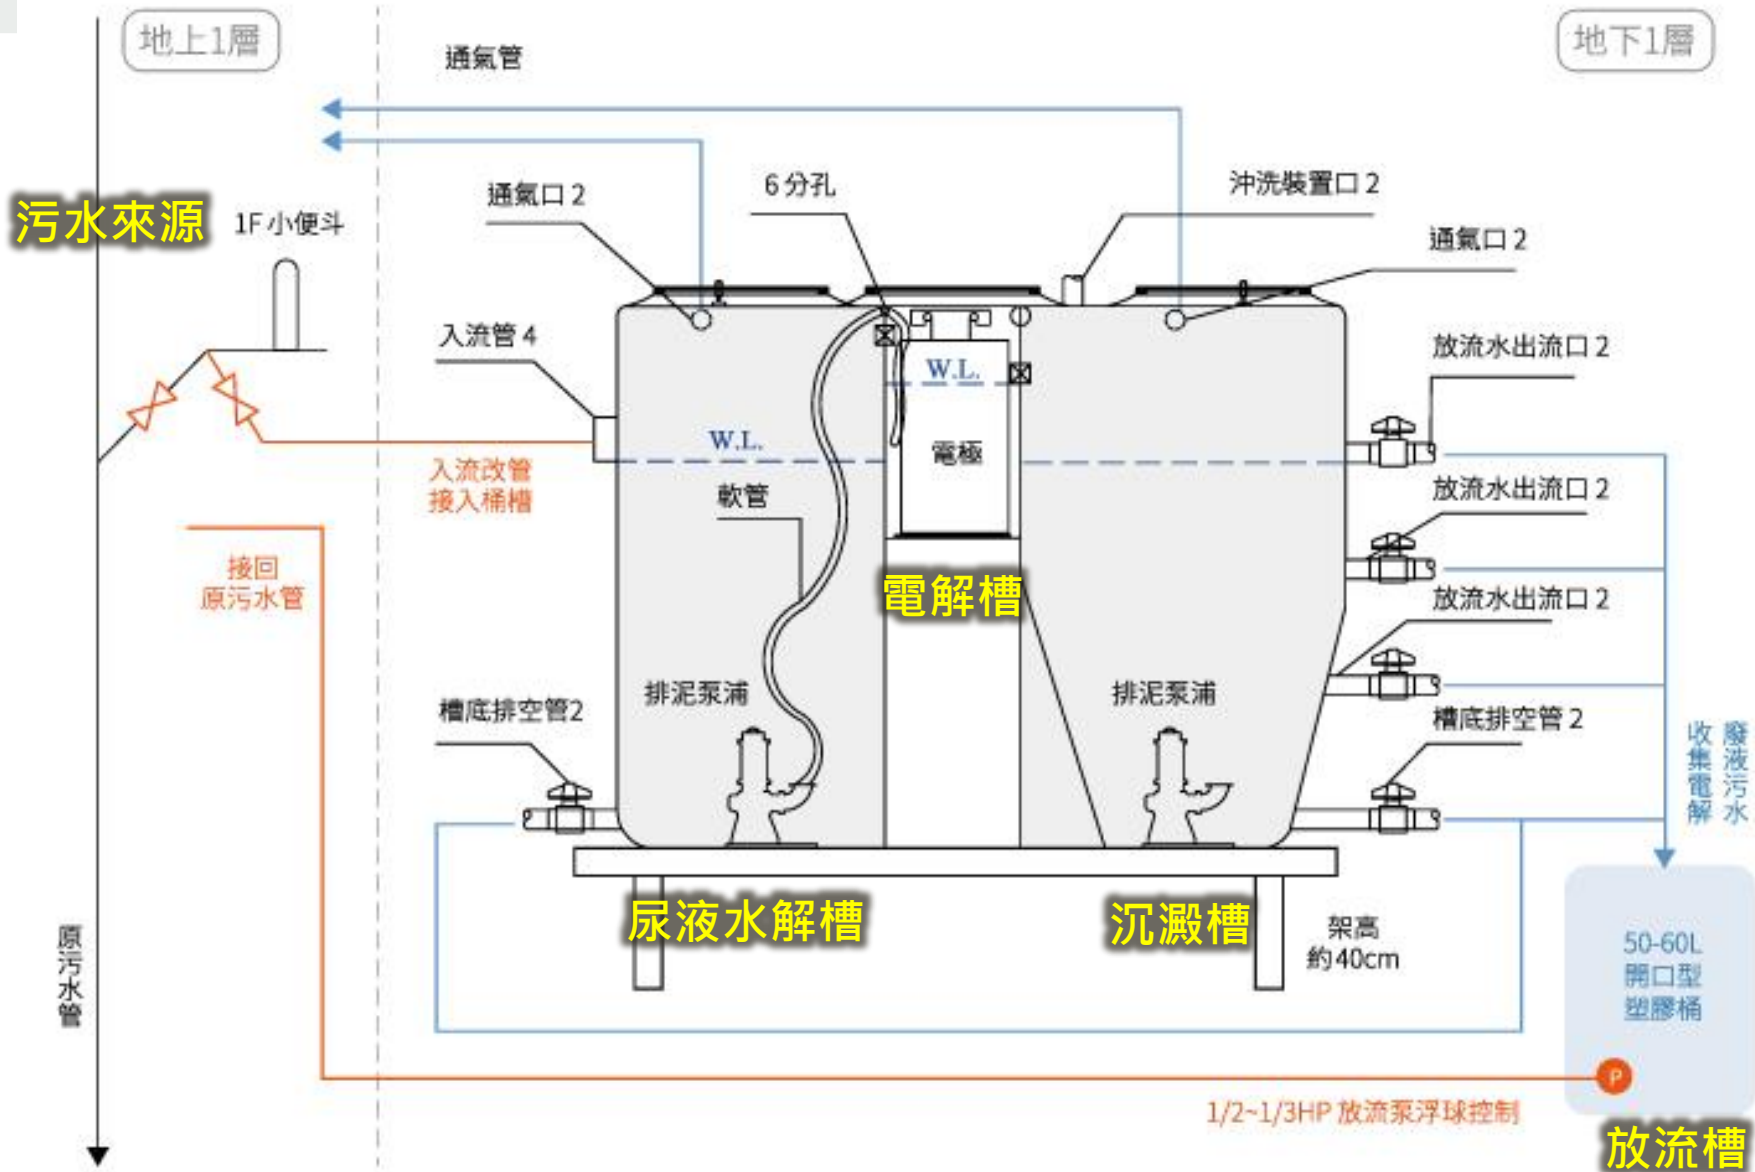 地上1層
地下1層
通氣管
污水來源
1F 小便斗
通氣口 2
6 分孔
沖洗裝置口 2
通氣口 2
入流管 4
放流水出流口 2
W.L.
W.L.
電極
入流改管
接入桶槽
軟管
放流水出流口 2
接回
原污水管
電解槽
放流水出流口 2
槽底排空管2
排泥泵浦
排泥泵浦
槽底排空管 2
廢液污水
收集電解
尿液水解槽
沉澱槽
架高
約40cm
原污水管
50-60L
開口型
塑膠桶
P
1/2~1/3HP 放流泵浮球控制
放流槽